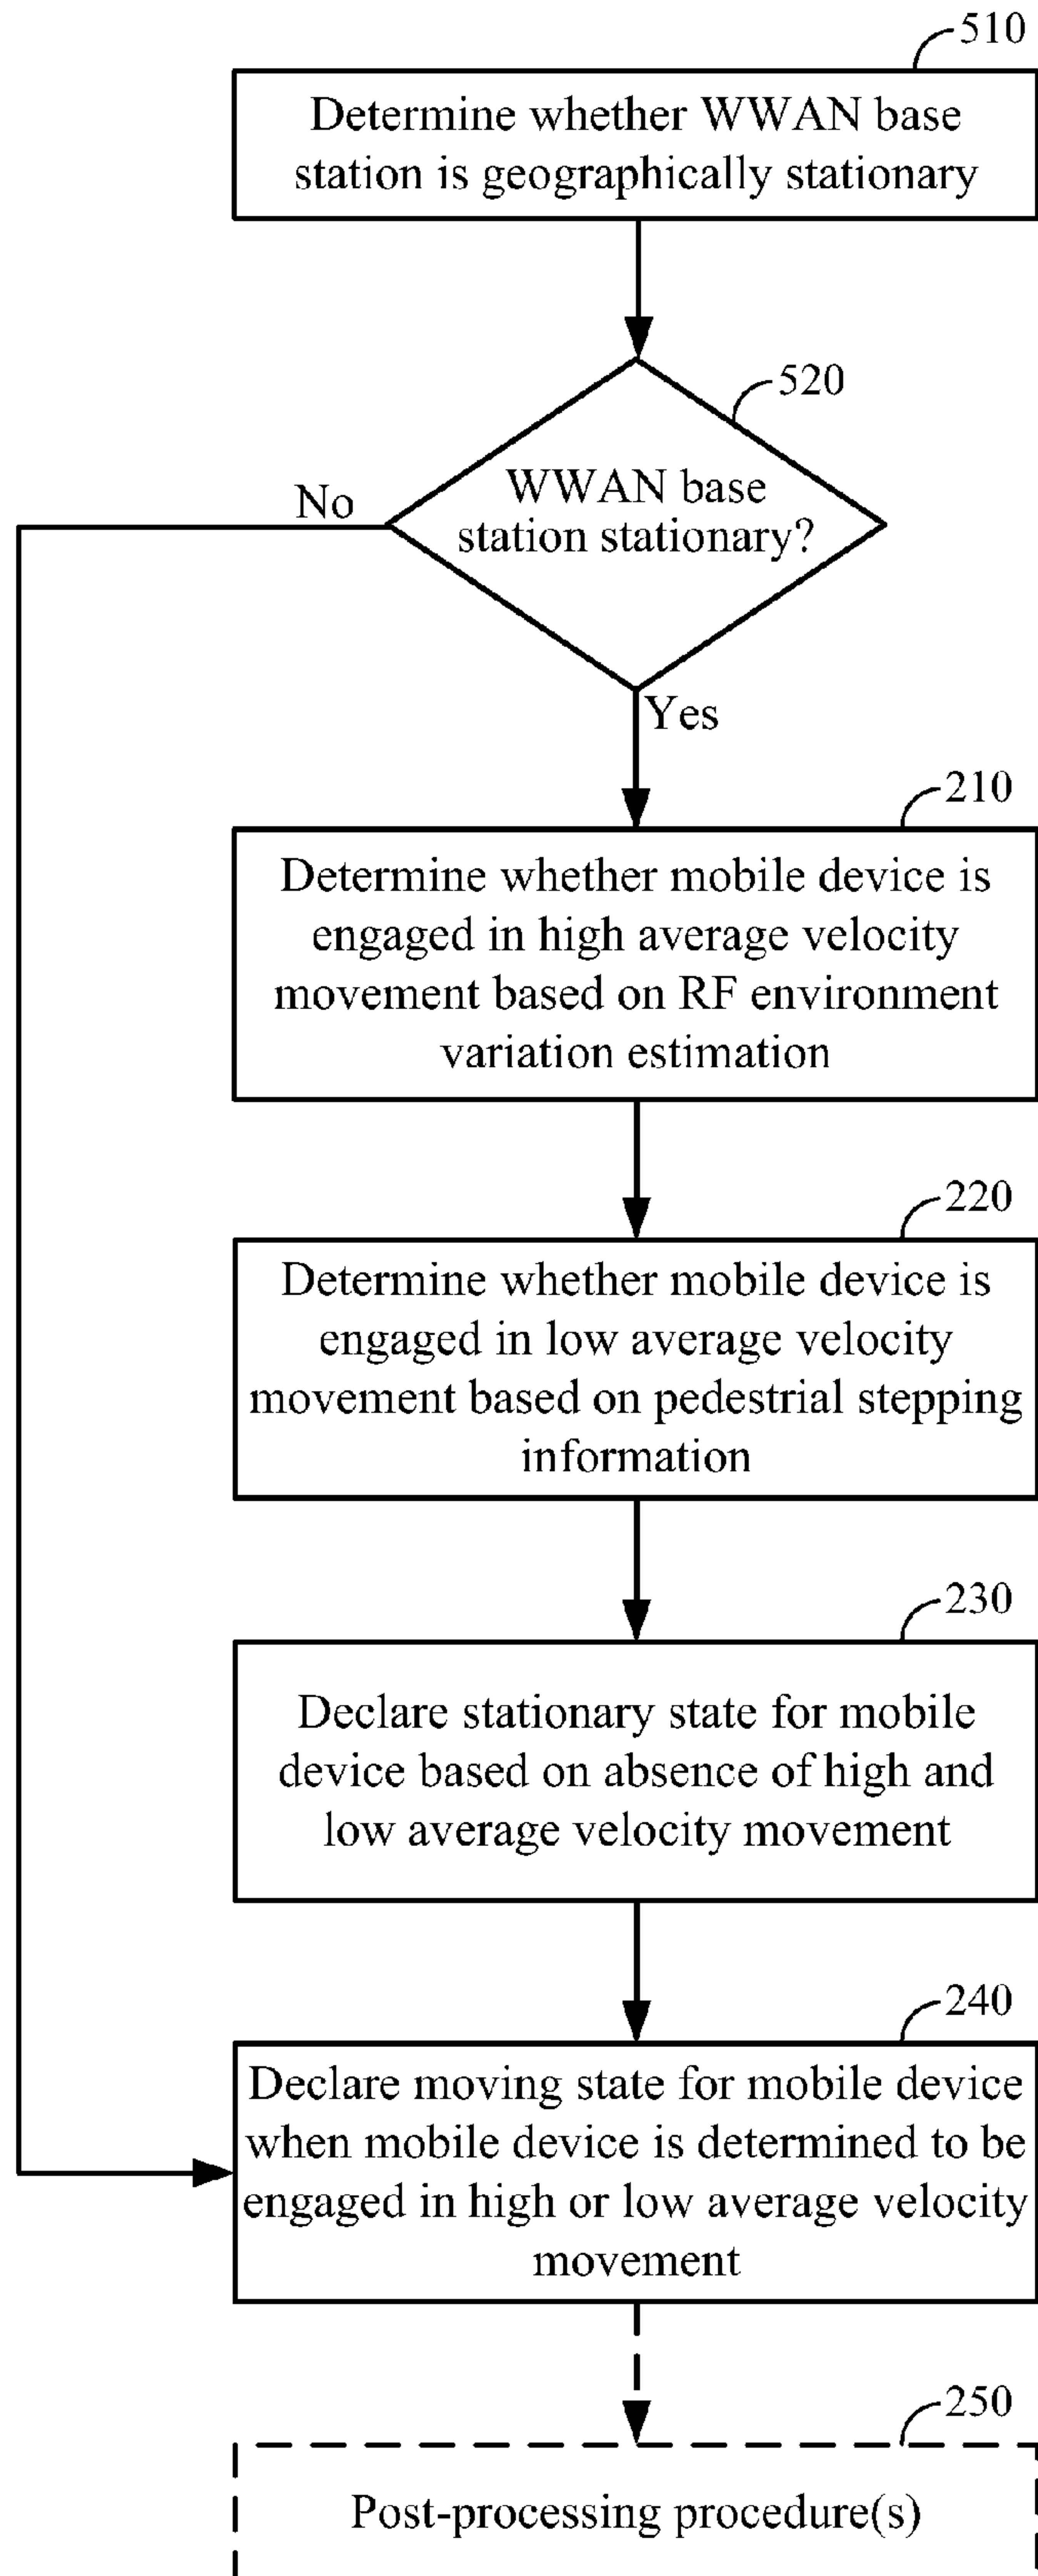 510
Determine whether WWAN base
station is geographically stationary
520
WWAN base
station stationary?
No
Yes
210
Determine whether mobile device is
engaged in high average velocity
movement based on RF environment
variation estimation
220
Determine whether mobile device is
engaged in low average velocity
movement based on pedestrial stepping
information
230
Declare stationary state for mobile
device based on absence of high and
low average velocity movement
240
Declare moving state for mobile device
when mobile device is determined to be
engaged in high or low average velocity
movement
250
Post-processing procedure(s)